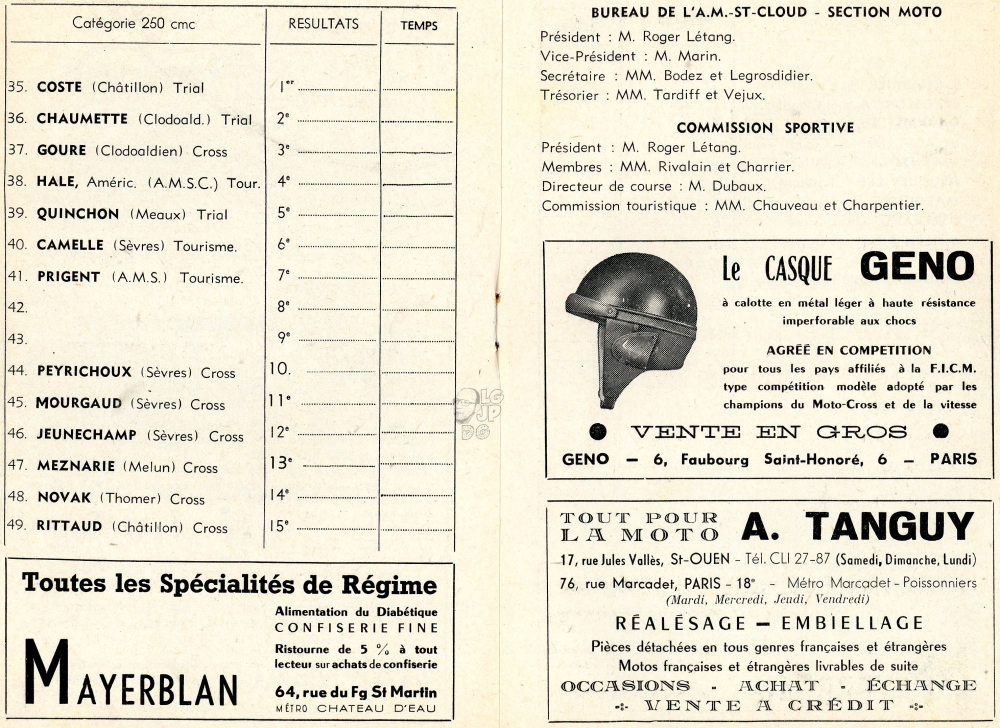 Catégorie 250 cmc RESULTATS TEMPS
35. COSTE (Châtillon) Trial 1er
36. CHAUMETTE (Clodoald.) Trial 2e
37. GOURE (Clodoaldien) Cross 3e
38. HALE, Améric. (A.M.S.C.) Tour. 4e
39. QUINCHON (Meaux) Trial 5e
40. CAMELLE (Sèvres) Tourisme. 6e
41. PRIGENT (A.M.S.) Tourisme. 7e
42. 8e
43. 9e
44. PEYRICHOUX (Sèvres) Cross 10.
45. MOURGAUD (Sèvres) Cross 11e
46. JEUNECHAMP (Sèvres) Cross 12e
47. MEZNARIE (Melun) Cross 13e
48. NOVAK (Thomer) Cross 14e
49. RITTAUD (Châtillon) Cross 15e
Toutes les Spécialités de Régime
Alimentation du Diabétique
CONFISERIE FINE
Ristourne de 5 % à tout
lecteur sur achats de confiserie
MAYERBLAN
64, rue du Fg St Martin
MÉTRO CHATEAU D'EAU
BUREAU DE L'A.M.-ST-CLOUD - SECTION MOTO
Président : M. Roger Létang.
Vice-Président : M. Marin.
Secrétaire : MM. Bodez et Legrosdidier.
Trésorier : MM. Tardiff et Vejux.
COMMISSION SPORTIVE
Président : M. Roger Létang.
Membres : MM. Rivalain et Charrier.
Directeur de course : M. Dubaux.
Commission touristique : MM. Chauveau et Charpentier.
Le CASQUE GENO
à calotte en métal léger à haute résistance
imperforable aux chocs
AGRÉÉ EN COMPETITION
pour tous les pays affiliés à la F.I.C.M.
type compétition modèle adopté par les
champions du Moto-Cross et de la vitesse
● VENTE EN GROS ●
GENO — 6, Faubourg Saint-Honoré, 6 — PARIS
TOUT POUR
LA MOTO
A. TANGUY
17, rue Jules Vallès, St-OUEN - Tél. CLI 27-87 (Samedi, Dimanche, Lundi)
76, rue Marcadet, PARIS - 18e - Métro Marcadet-Poissonniers
(Mardi, Mercredi, Jeudi, Vendredi)
RÉALÉSAGE — EMBIELLAGE
Pièces détachées en tous genres françaises et étrangères
Motos françaises et étrangères livrables de suite
OCCASIONS - ACHAT - ÉCHANGE
VENTE A CRÉDIT
LG
JP
DG